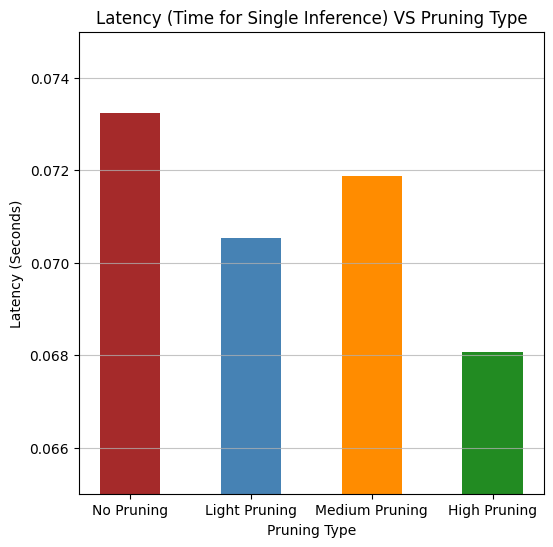 Latency (Time for Single Inference) VS Pruning Type
0.074
0.072
0.070
0.068
0.066
Latency (Seconds)
No Pruning Light Pruning Medium Pruning High Pruning
Pruning Type